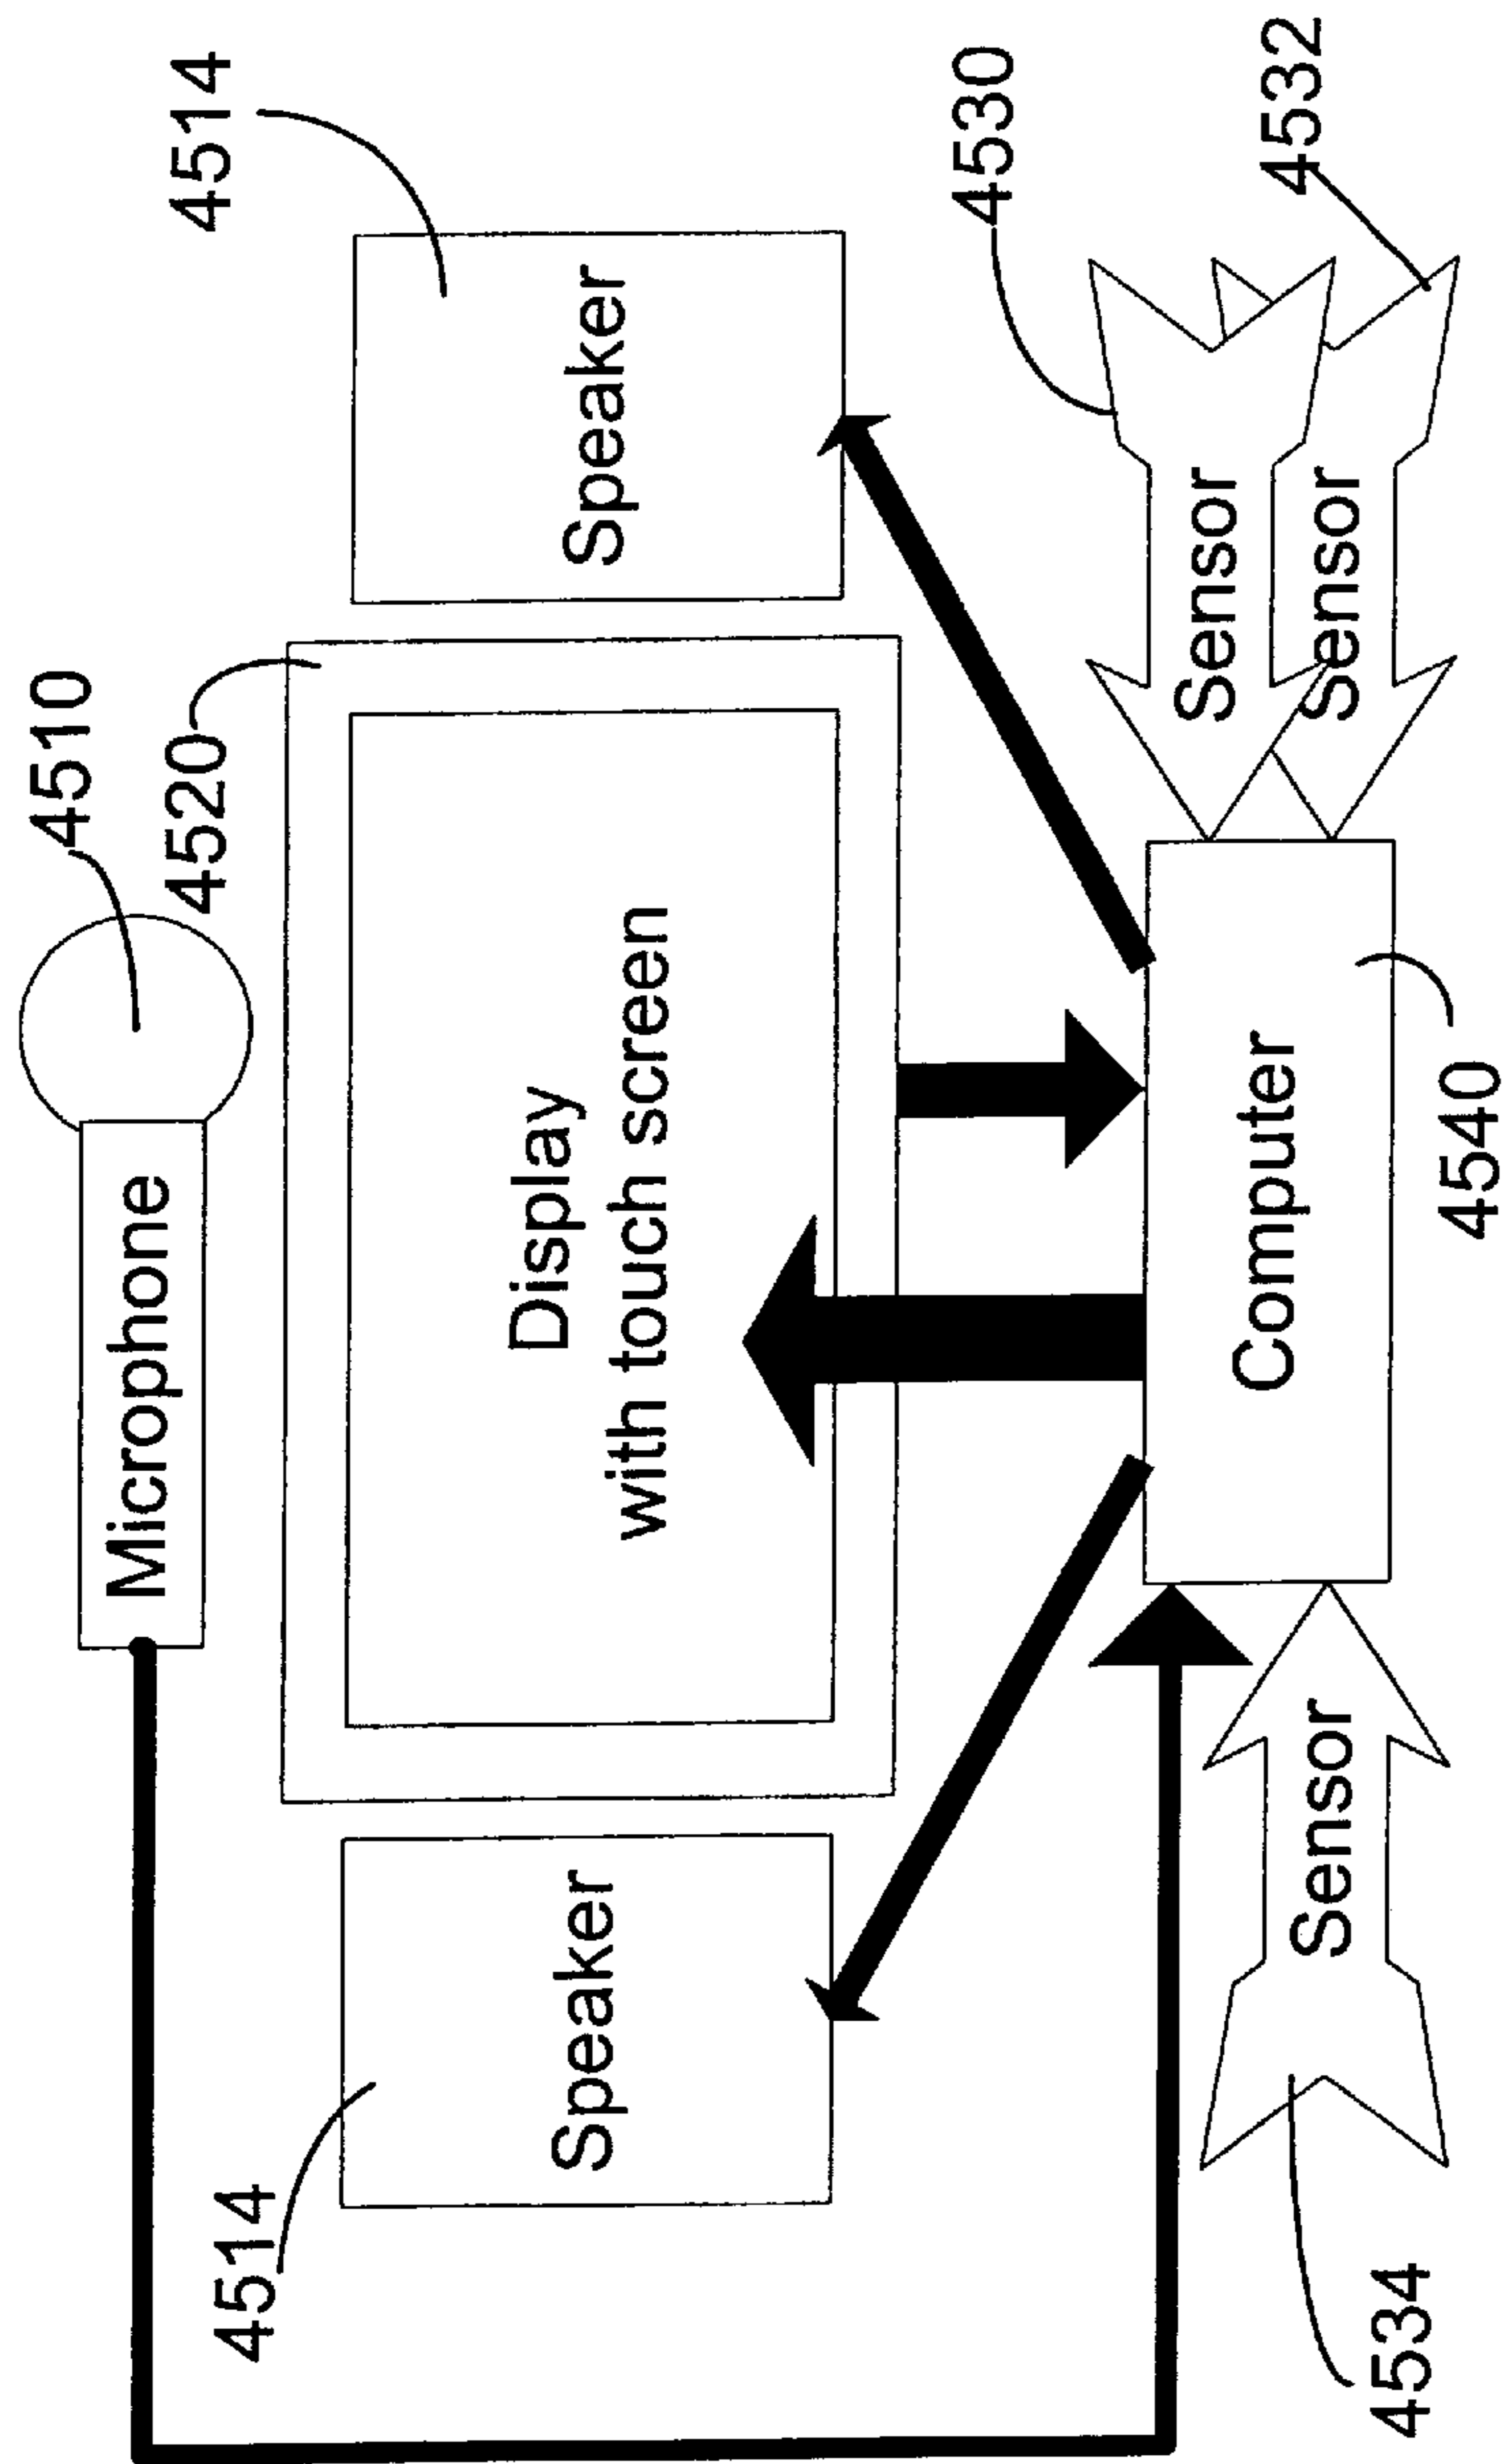 4510
Microphone
4514
4520
4514
Speaker
Display
with touch screen
Speaker
4530
Sensor
Computer
Sensor
Sensor
4532
4534
4540